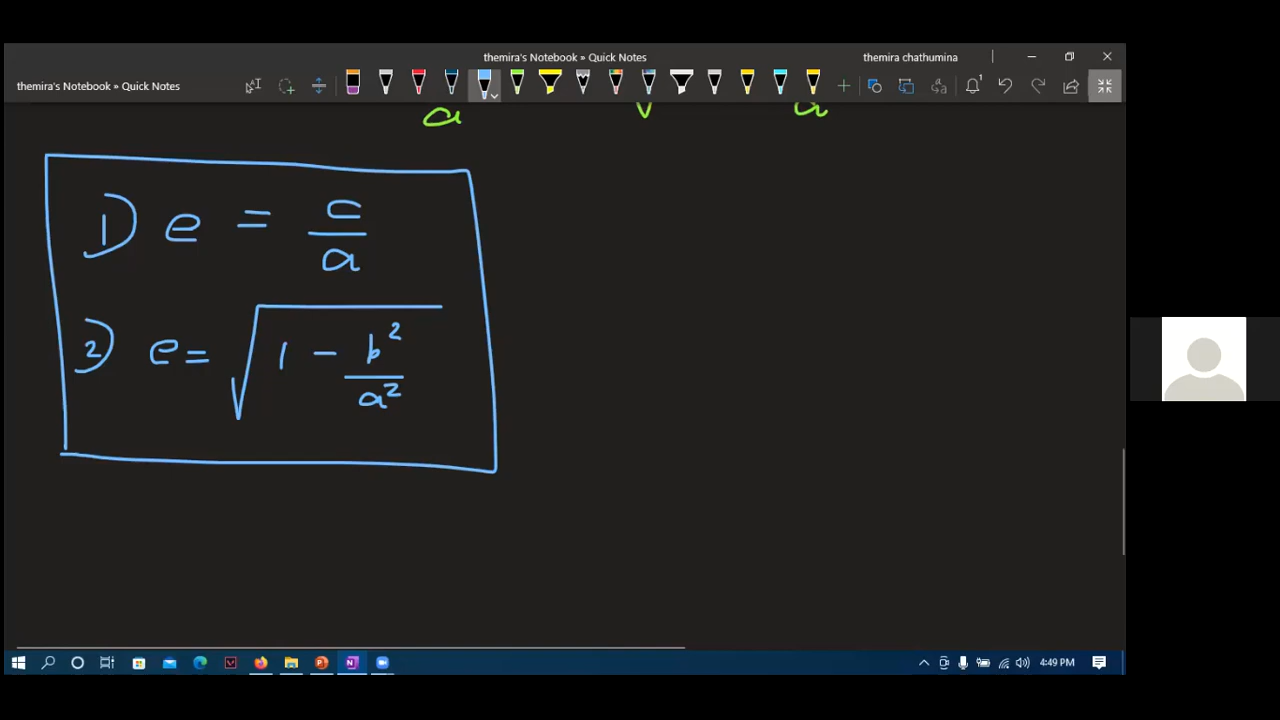 themira's Notebook » Quick Notes
themira chathumina
themira's Notebook » Quick Notes
a
a
1) e = c/a
2) e = √(1 - b²/a²)
4:49 PM